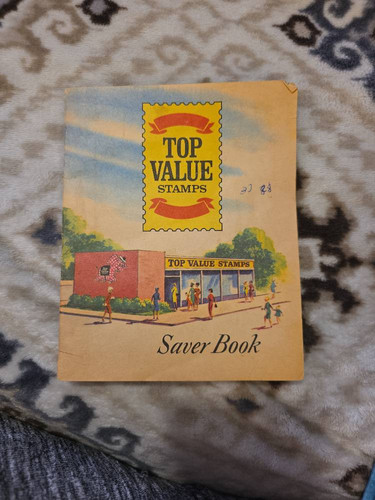 TOP
VALUE
STAMPS
TOP VALUE STAMPS
Saver Book